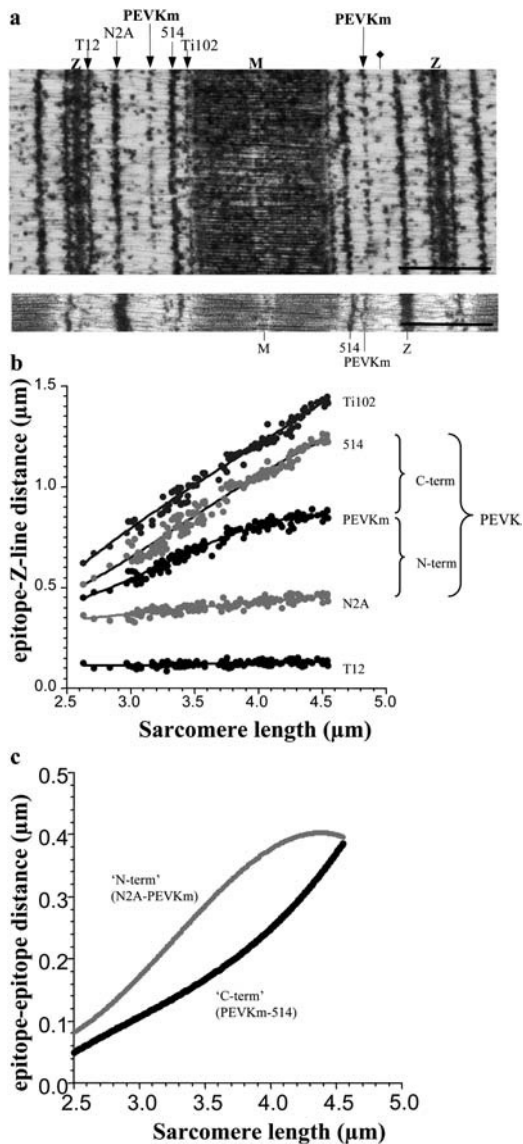 a
PEVKm
PEVKm
N2A
514
T12
Ti102
Z
M
Z
M
514
Z
PEVKm
b
epitope-Z-line distance (μm)
1.5
1.0
0.5
0.0
Ti102
514
C-term
PEVKm
PEVK
N-term
N2A
T12
2.5 3.0 3.5 4.0 4.5 5.0
Sarcomere length (μm)
c
epitope-epitope distance (μm)
0.5
0.4
0.3
0.2
0.1
0.0
'N-term'
(N2A-PEVKm)
'C-term'
(PEVKm-514)
2.5 3.0 3.5 4.0 4.5 5.0
Sarcomere length (μm)